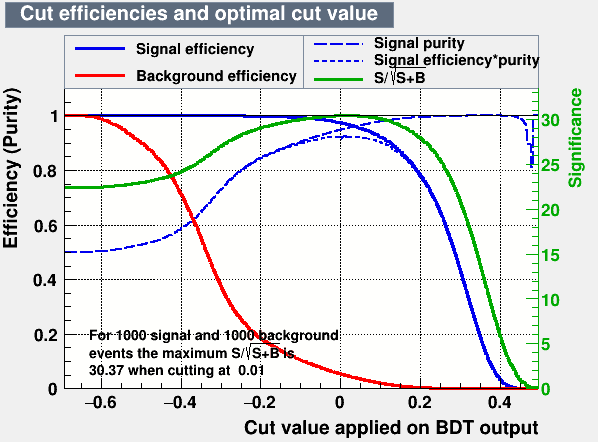 Cut efficiencies and optimal cut value
Signal efficiency
Background efficiency
Signal purity
Signal efficiency*purity
S/√S+B
Efficiency (Purity)
1
0.8
0.6
0.4
0.2
0
30
25
20
15
10
5
0
Significance
For 1000 signal and 1000 background
events the maximum S/√S+B is
30.37 when cutting at 0.01
−0.6 −0.4 −0.2 0 0.2 0.4
Cut value applied on BDT output